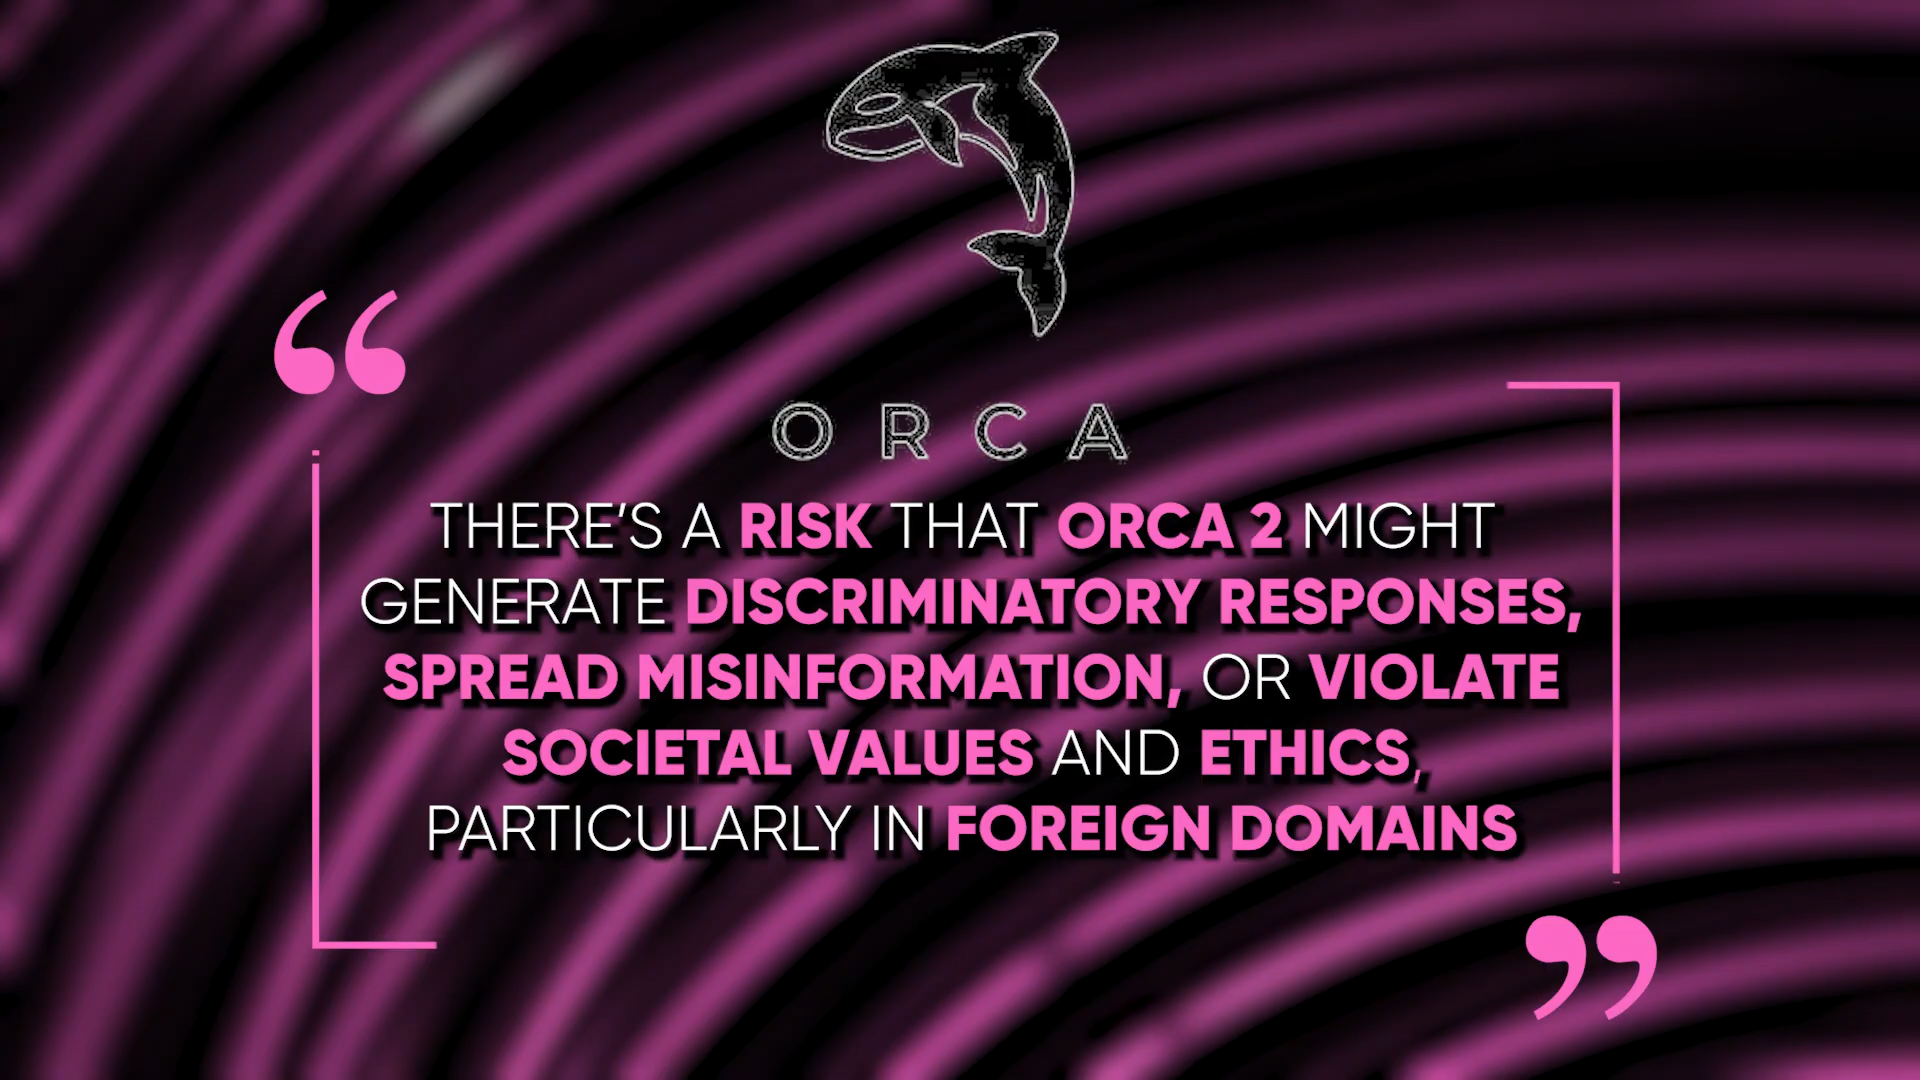 ORCA
THERE'S A RISK THAT ORCA 2 MIGHT
GENERATE DISCRIMINATORY RESPONSES,
SPREAD MISINFORMATION, OR VIOLATE
SOCIETAL VALUES AND ETHICS,
PARTICULARLY IN FOREIGN DOMAINS